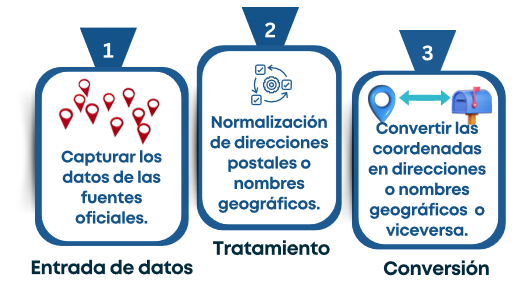 1
Capturar los
datos de las
fuentes
oficiales.
Entrada de datos
2
Normalización
de direcciones
postales o
nombres
geográficos.
Tratamiento
3
Convertir las
coordenadas
en direcciones
o nombres
geográficos o
viceversa.
Conversión